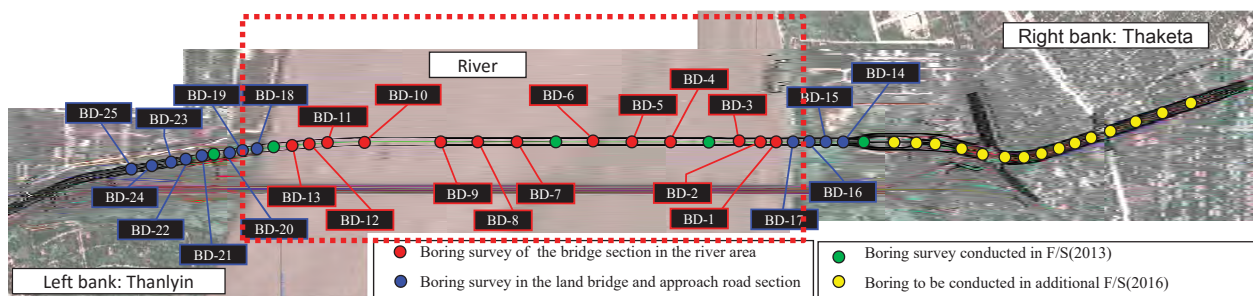 Right bank: Thaketa
River
BD-4
BD-14
BD-19
BD-18
BD-10
BD-6
BD-5
BD-3
BD-15
BD-25
BD-23
BD-11
BD-24
BD-13
BD-9
BD-7
BD-2
BD-16
BD-22
BD-20
BD-12
BD-8
BD-1
BD-17
BD-21
Left bank: Thanlyin
Boring survey of the bridge section in the river area
Boring survey in the land bridge and approach road section
Boring survey conducted in F/S(2013)
Boring to be conducted in additional F/S(2016)